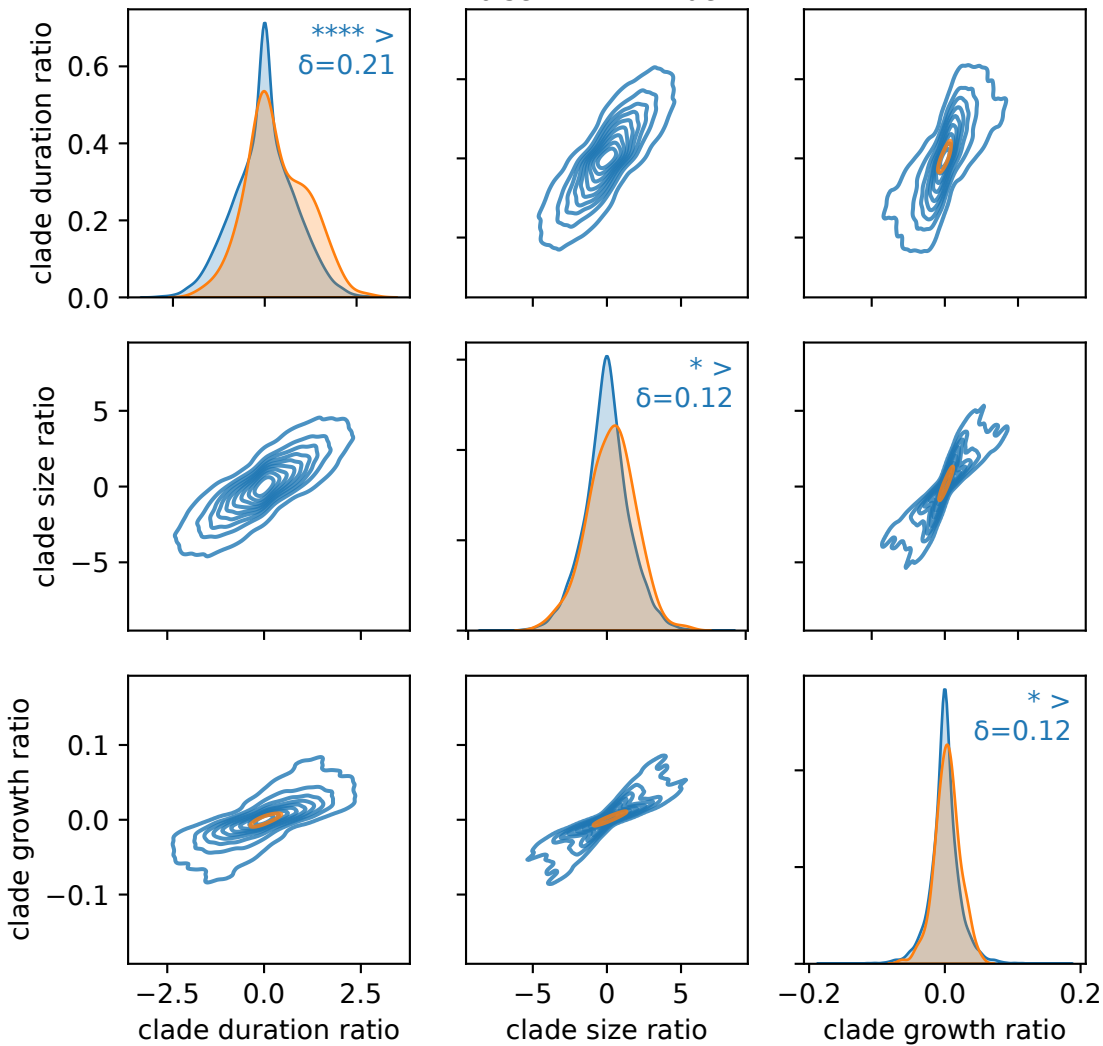 clade duration ratio
0.6
0.4
0.2
0.0
**** >
δ=0.21
clade size ratio
5
0
−5
* >
δ=0.12
clade growth ratio
0.1
0.0
−0.1
* >
δ=0.12
−2.5 0.0 2.5
−5 0 5
−0.2 0.0 0.2
clade duration ratio
clade size ratio
clade growth ratio